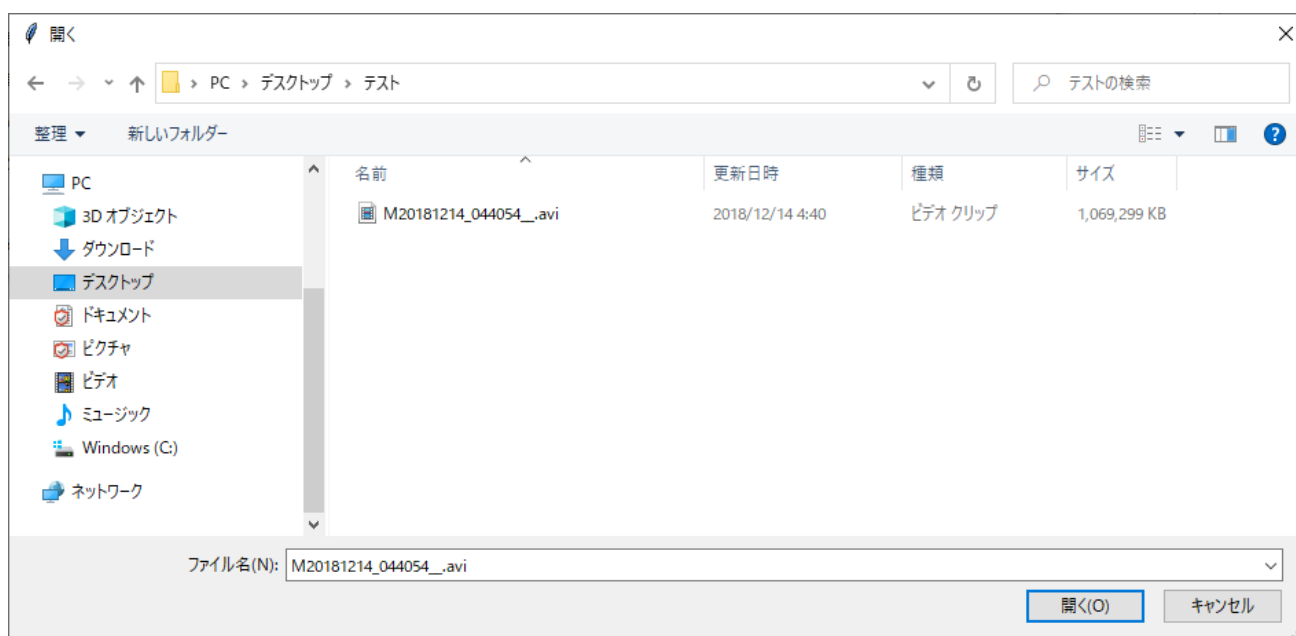 開く
PC › デスクトップ › テスト
テストの検索
整理
新しいフォルダー
名前
更新日時
種類
サイズ
M20181214_044054__.avi
2018/12/14 4:40
ビデオ クリップ
1,069,299 KB
PC
3D オブジェクト
ダウンロード
デスクトップ
ドキュメント
ピクチャ
ビデオ
ミュージック
Windows (C:)
ネットワーク
ファイル名(N):
M20181214_044054__.avi
開く(O)
キャンセル